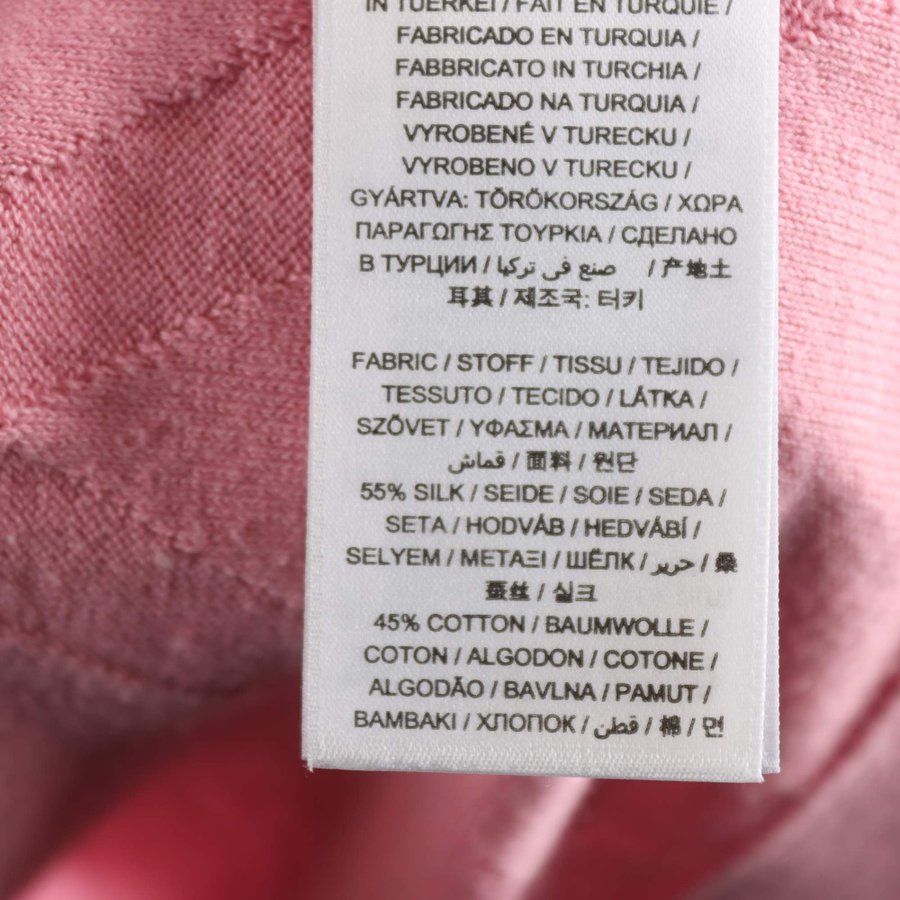 IN TUERKEI / FAIT EN TURQUIE /
FABRICADO EN TURQUIA /
FABBRICATO IN TURCHIA /
FABRICADO NA TURQUIA /
VYROBENÉ V TURECKU /
VYROBENO V TURECKU /
GYÁRTVA: TÖRÖKORSZÁG / ΧΩΡΑ
ΠΑΡΑΓΩΓΗΣ ΤΟΥΡΚΙΑ / СДЕЛАНО
В ТУРЦИИ / صنع في تركيا / 产地土
耳其 / 제조국: 터키
FABRIC / STOFF / TISSU / TEJIDO /
TESSUTO / TECIDO / LÁTKA /
SZÖVET / ΥΦΑΣΜΑ / МАТЕРИАЛ /
قماش / 面料 / 원단
55% SILK / SEIDE / SOIE / SEDA /
SETA / HODVÁB / HEDVÁBÍ /
SELYEM / ΜΕΤΑΞΙ / ШЁЛК / حرير / 桑
蚕丝 / 실크
45% COTTON / BAUMWOLLE /
COTON / ALGODON / COTONE /
ALGODÃO / BAVLNA / PAMUT /
ΒΑΜΒΑΚΙ / ХЛОПОК / قطن / 棉 / 면